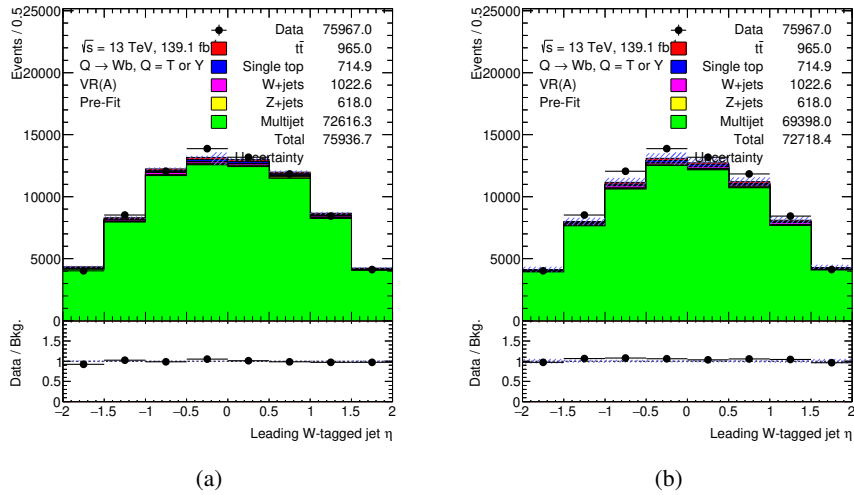 Events / 0.5
25000
20000
15000
10000
5000
0
√s = 13 TeV, 139.1 fb
Q → Wb, Q = T or Y
VR(A)
Pre-Fit
Data 75967.0
tt̄ 965.0
Single top 714.9
W+jets 1022.6
Z+jets 618.0
Multijet 72616.3
Total 75936.7
Uncertainty
Data / Bkg.
1.5
1
0.5
0
−2 −1.5 −1 −0.5 0 0.5 1 1.5 2
Leading W-tagged jet η
(a)
Events / 0.5
25000
20000
15000
10000
5000
0
√s = 13 TeV, 139.1 fb
Q → Wb, Q = T or Y
VR(A)
Pre-Fit
Data 75967.0
tt̄ 965.0
Single top 714.9
W+jets 1022.6
Z+jets 618.0
Multijet 69398.0
Total 72718.4
Uncertainty
Data / Bkg.
1.5
1
0.5
0
−2 −1.5 −1 −0.5 0 0.5 1 1.5 2
Leading W-tagged jet η
(b)